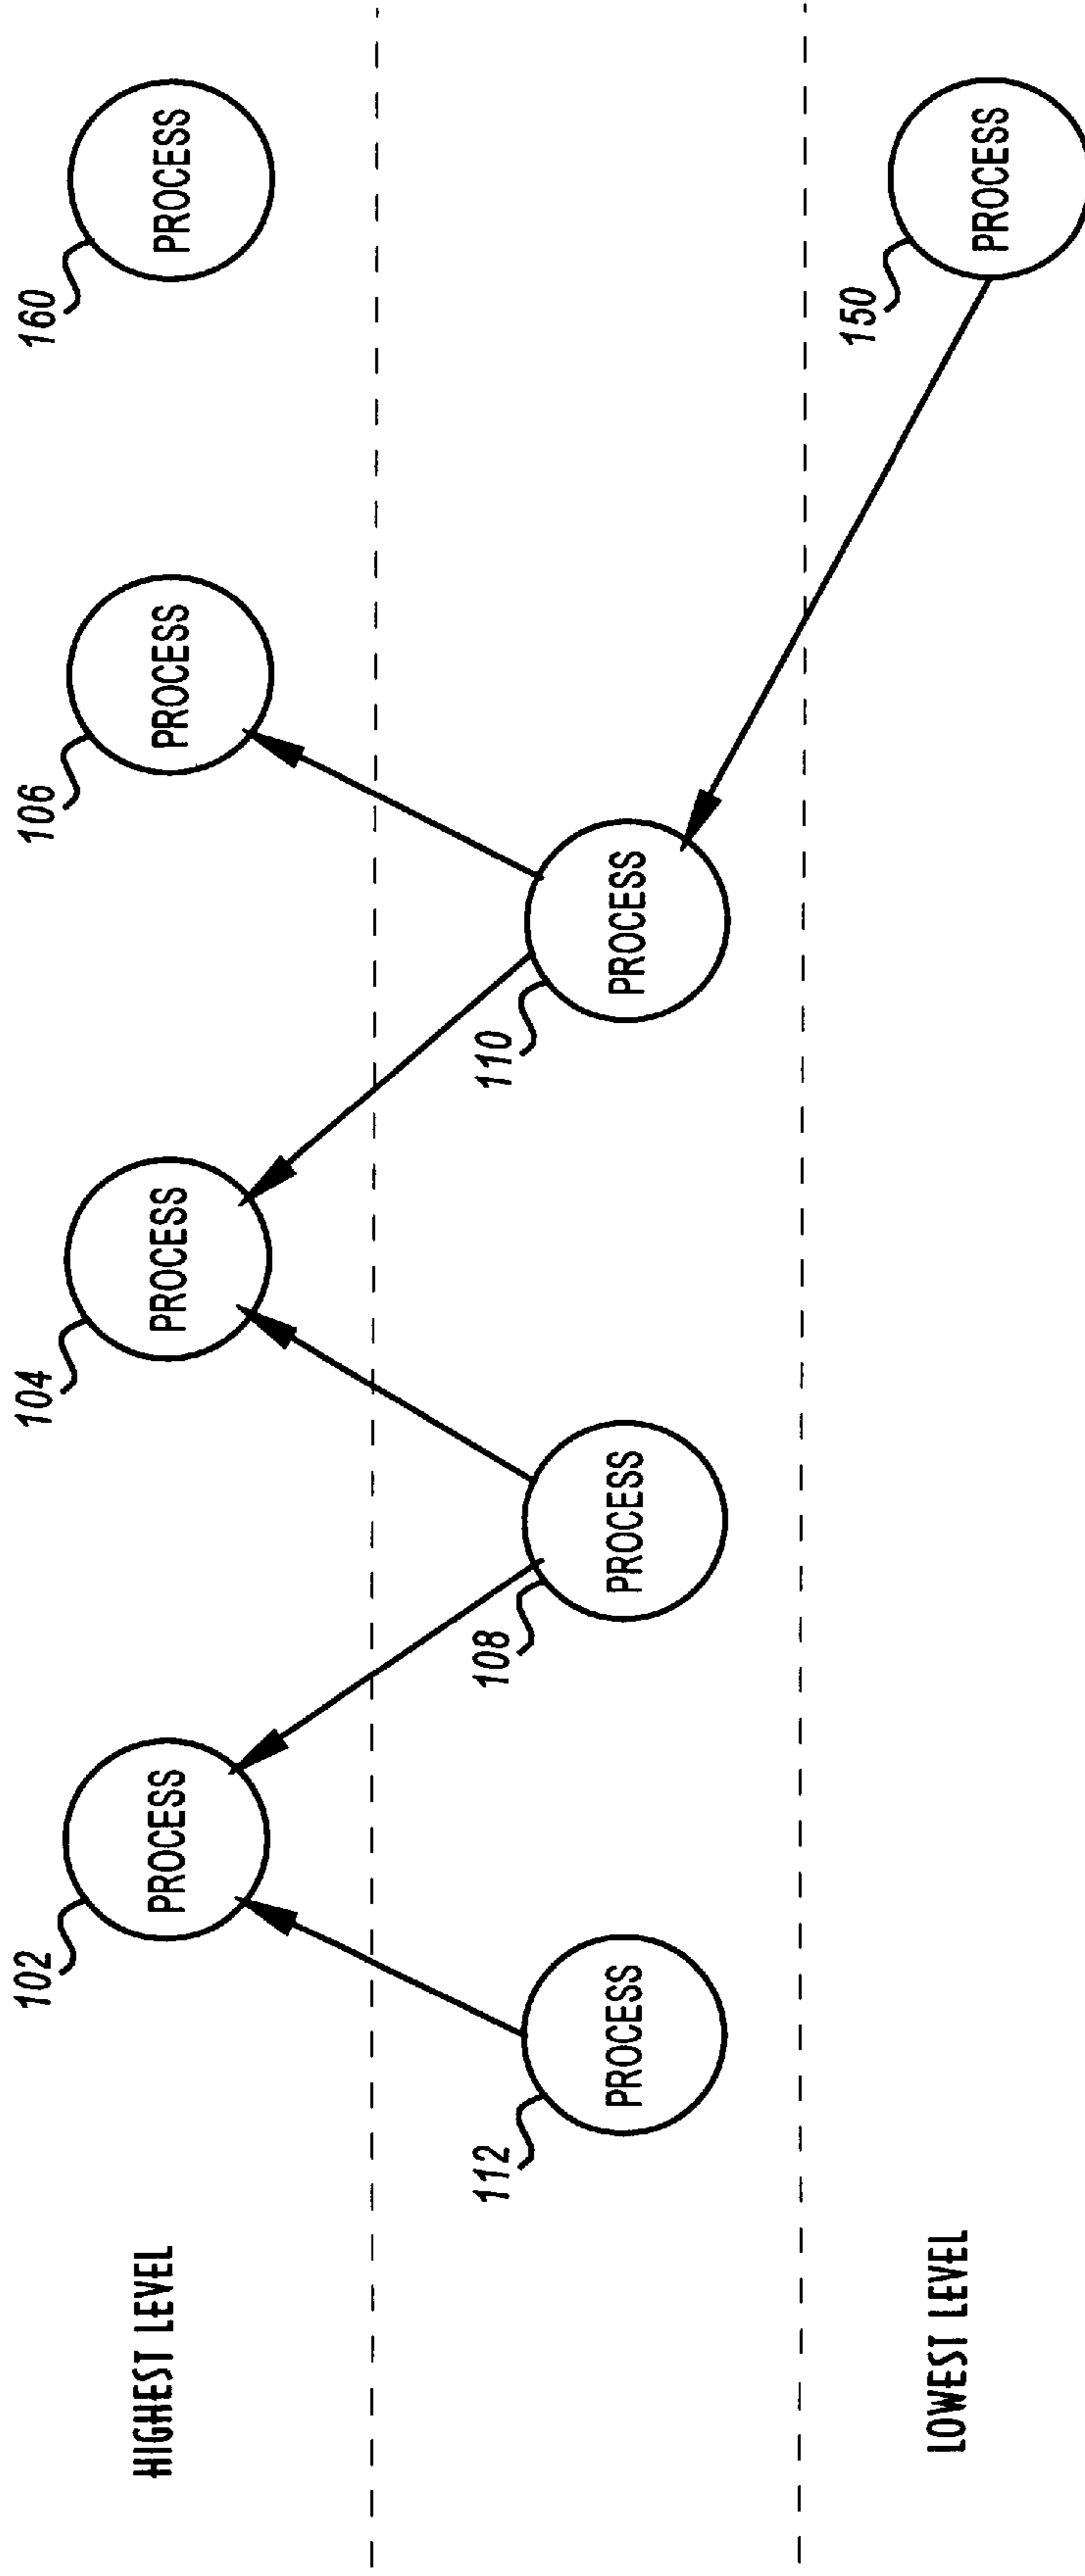 HIGHEST LEVEL
102
PROCESS
104
PROCESS
106
PROCESS
160
PROCESS
112
PROCESS
108
PROCESS
110
PROCESS
LOWEST LEVEL
150
PROCESS